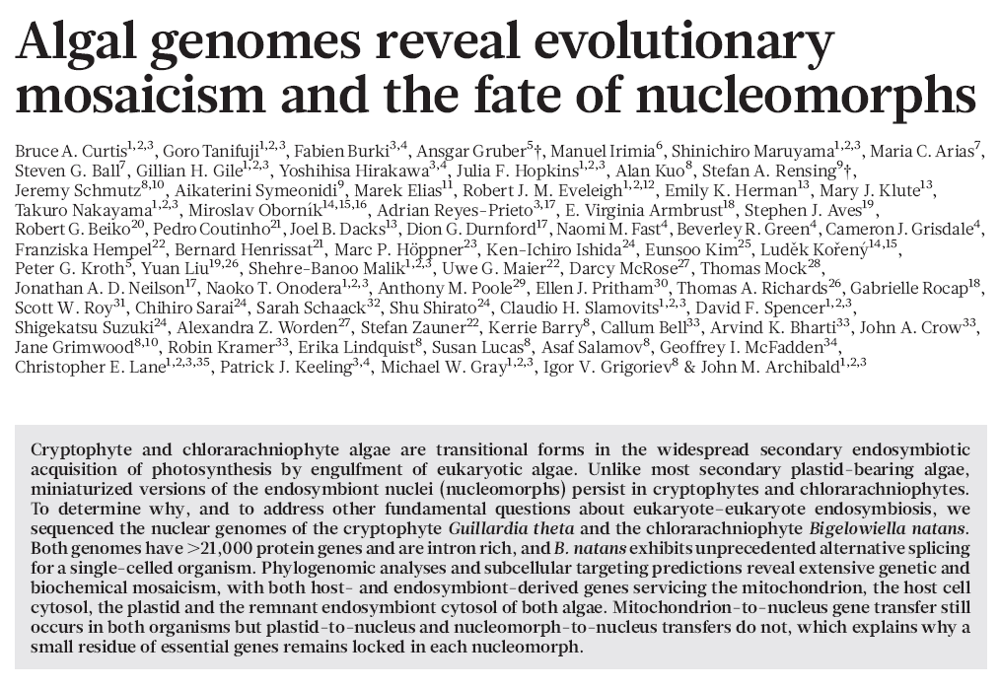 Algal genomes reveal evolutionary
mosaicism and the fate of nucleomorphs
Bruce A. Curtis1,2,3, Goro Tanifuji1,2,3, Fabien Burki3,4, Ansgar Gruber5†, Manuel Irimia6, Shinichiro Maruyama1,2,3, Maria C. Arias7,
Steven G. Ball7, Gillian H. Gile1,2,3, Yoshihisa Hirakawa3,4, Julia F. Hopkins1,2,3, Alan Kuo8, Stefan A. Rensing9†,
Jeremy Schmutz8,10, Aikaterini Symeonidi9, Marek Elias11, Robert J. M. Eveleigh1,2,12, Emily K. Herman13, Mary J. Klute13,
Takuro Nakayama1,2,3, Miroslav Oborník14,15,16, Adrian Reyes-Prieto3,17, E. Virginia Armbrust18, Stephen J. Aves19,
Robert G. Beiko20, Pedro Coutinho21, Joel B. Dacks13, Dion G. Durnford17, Naomi M. Fast4, Beverley R. Green4, Cameron J. Grisdale4,
Franziska Hempel22, Bernard Henrissat21, Marc P. Höppner23, Ken-Ichiro Ishida24, Eunsoo Kim25, Luděk Kořený14,15,
Peter G. Kroth5, Yuan Liu19,26, Shehre-Banoo Malik1,2,3, Uwe G. Maier22, Darcy McRose27, Thomas Mock28,
Jonathan A. D. Neilson17, Naoko T. Onodera1,2,3, Anthony M. Poole29, Ellen J. Pritham30, Thomas A. Richards26, Gabrielle Rocap18,
Scott W. Roy31, Chihiro Sarai24, Sarah Schaack32, Shu Shirato24, Claudio H. Slamovits1,2,3, David F. Spencer1,2,3,
Shigekatsu Suzuki24, Alexandra Z. Worden27, Stefan Zauner22, Kerrie Barry8, Callum Bell33, Arvind K. Bharti33, John A. Crow33,
Jane Grimwood8,10, Robin Kramer33, Erika Lindquist8, Susan Lucas8, Asaf Salamov8, Geoffrey I. McFadden34,
Christopher E. Lane1,2,3,35, Patrick J. Keeling3,4, Michael W. Gray1,2,3, Igor V. Grigoriev8 & John M. Archibald1,2,3
Cryptophyte and chlorarachniophyte algae are transitional forms in the widespread secondary endosymbiotic
acquisition of photosynthesis by engulfment of eukaryotic algae. Unlike most secondary plastid-bearing algae,
miniaturized versions of the endosymbiont nuclei (nucleomorphs) persist in cryptophytes and chlorarachniophytes.
To determine why, and to address other fundamental questions about eukaryote–eukaryote endosymbiosis, we
sequenced the nuclear genomes of the cryptophyte Guillardia theta and the chlorarachniophyte Bigelowiella natans.
Both genomes have >21,000 protein genes and are intron rich, and B. natans exhibits unprecedented alternative splicing
for a single-celled organism. Phylogenomic analyses and subcellular targeting predictions reveal extensive genetic and
biochemical mosaicism, with both host- and endosymbiont-derived genes servicing the mitochondrion, the host cell
cytosol, the plastid and the remnant endosymbiont cytosol of both algae. Mitochondrion-to-nucleus gene transfer still
occurs in both organisms but plastid-to-nucleus and nucleomorph-to-nucleus transfers do not, which explains why a
small residue of essential genes remains locked in each nucleomorph.